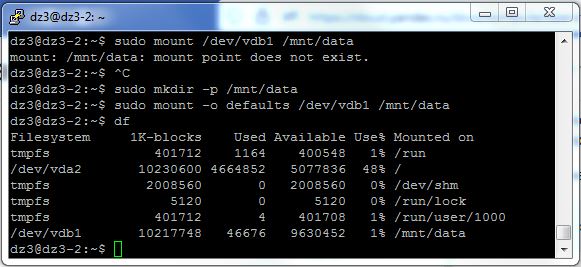 dz3@dz3-2: ~
dz3@dz3-2:~$ sudo mount /dev/vdb1 /mnt/data
mount: /mnt/data: mount point does not exist.
dz3@dz3-2:~$ ^C
dz3@dz3-2:~$ sudo mkdir -p /mnt/data
dz3@dz3-2:~$ sudo mount -o defaults /dev/vdb1 /mnt/data
dz3@dz3-2:~$ df
Filesystem     1K-blocks    Used Available Use% Mounted on
tmpfs             401712    1164    400548   1% /run
/dev/vda2       10230600 4664852   5077836  48% /
tmpfs            2008560       0   2008560   0% /dev/shm
tmpfs               5120       0      5120   0% /run/lock
tmpfs             401712       4    401708   1% /run/user/1000
/dev/vdb1       10217748   46676   9630452   1% /mnt/data
dz3@dz3-2:~$